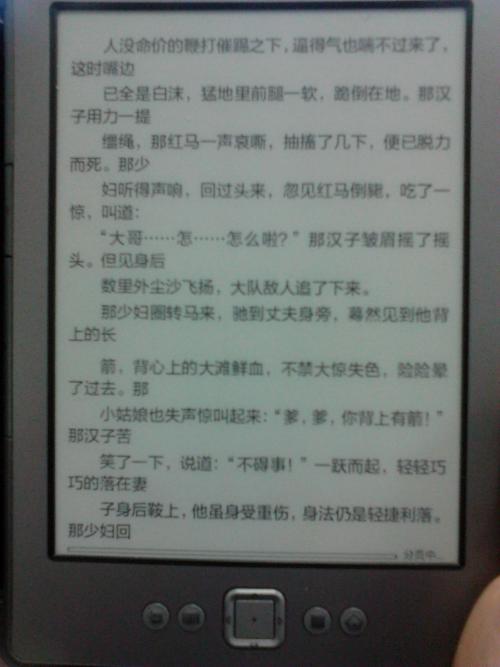 人没命价的鞭打催踢之下，逼得气也喘不过来了，
这时嘴边
已全是白沫，猛地里前腿一软，跪倒在地。那汉
子用力一提
缰绳，那红马一声哀嘶，抽搐了几下，便已脱力
而死。那少
妇听得声响，回过头来，忽见红马倒毙，吃了一
惊，叫道：
“大哥……怎……怎么啦？”那汉子皱眉摇了摇
头。但见身后
数里外尘沙飞扬，大队敌人追了下来。
那少妇圈转马来，驰到丈夫身旁，蓦然见到他背
上的长
箭，背心上的大滩鲜血，不禁大惊失色，险险晕
了过去。那
小姑娘也失声惊叫起来：“爹，爹，你背上有箭！”
那汉子苦
笑了一下，说道：“不碍事！”一跃而起，轻轻巧
巧的落在妻
子身后鞍上，他虽身受重伤，身法仍是轻捷利落。
那少妇回
分页中...